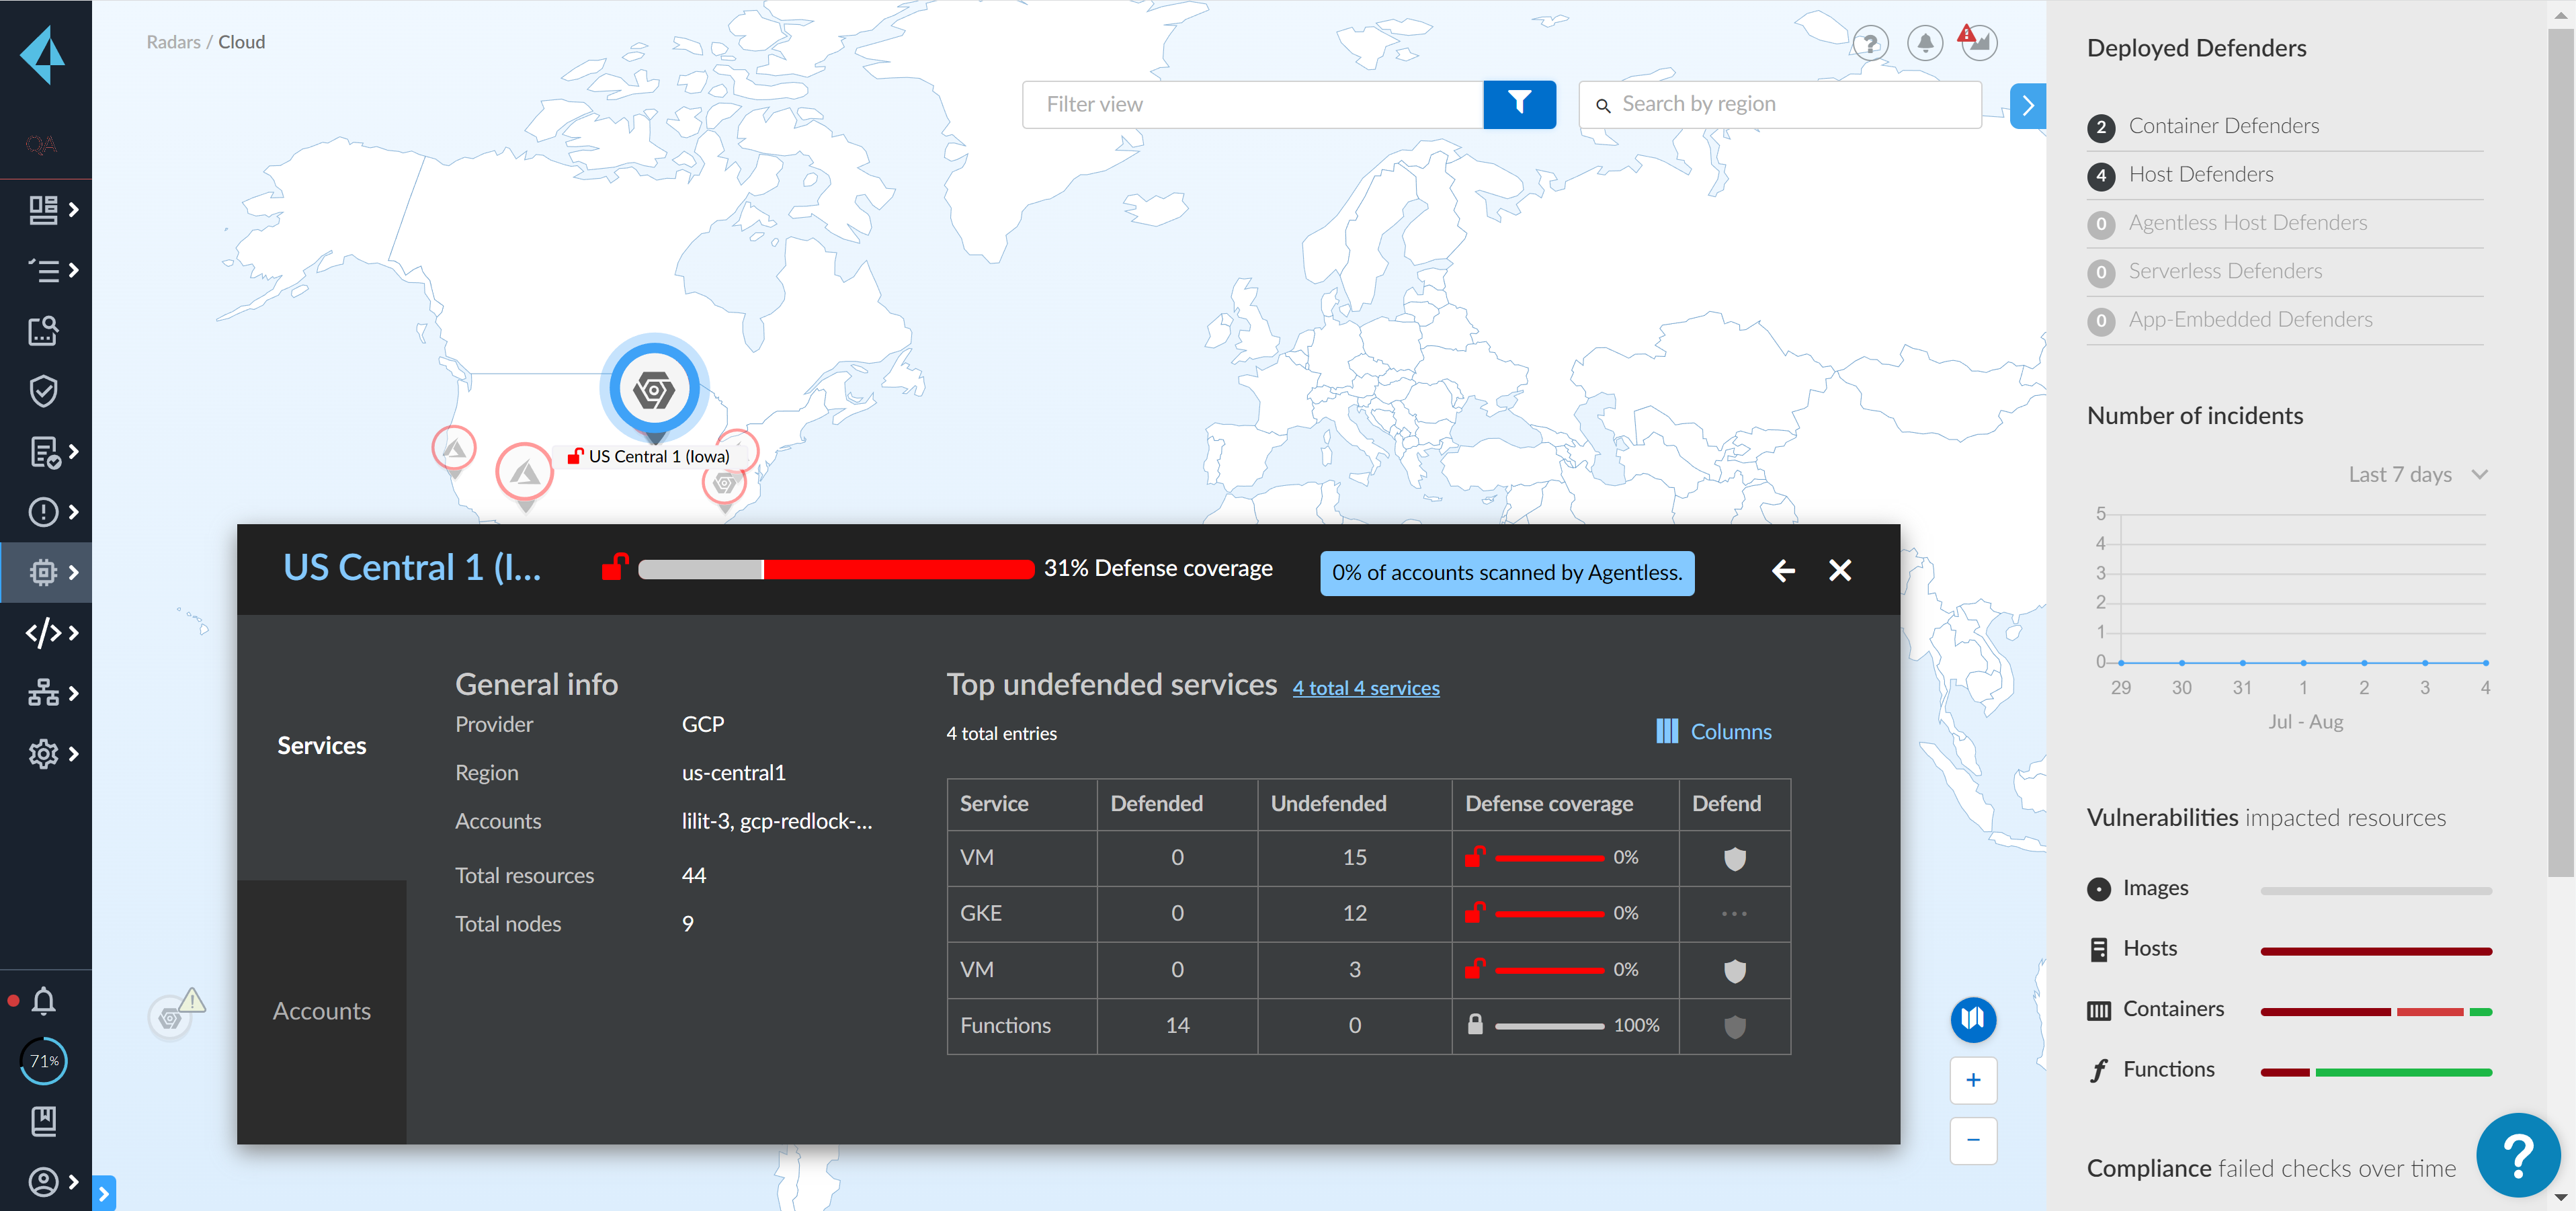 Radars / Cloud
QA
Filter view
Search by region
US Central 1 (Iowa)
US Central 1 (I...
31% Defense coverage
0% of accounts scanned by Agentless.
Services
Accounts
General info
Provider GCP
Region us-central1
Accounts lilit-3, gcp-redlock-...
Total resources 44
Total nodes 9
Top undefended services 4 total 4 services
4 total entries
Columns
Service Defended Undefended Defense coverage Defend
VM 0 15 0%
GKE 0 12 0% ...
VM 0 3 0%
Functions 14 0 100%
71%
+
−
Deployed Defenders
2 Container Defenders
4 Host Defenders
0 Agentless Host Defenders
0 Serverless Defenders
0 App-Embedded Defenders
Number of incidents
Last 7 days
5
4
3
2
1
0
29 30 31 1 2 3 4
Jul - Aug
Vulnerabilities impacted resources
Images
Hosts
Containers
Functions
Compliance failed checks over time
?